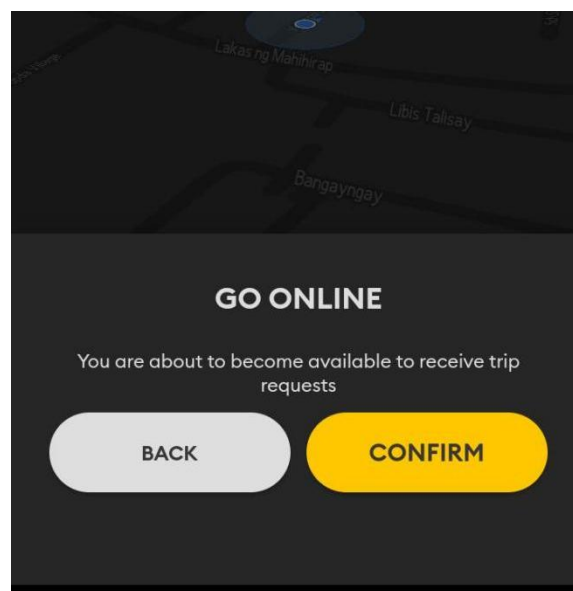 Lakas ng Mahihirap
Libis Talisay
Bangayngay
GO ONLINE
You are about to become available to receive trip
requests
BACK
CONFIRM